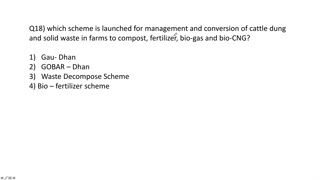 Q18) which scheme is launched for management and conversion of cattle dung
and solid waste in farms to compost, fertilizer, bio-gas and bio-CNG?
1) Gau- Dhan
2) GOBAR – Dhan
3) Waste Decompose Scheme
4) Bio – fertilizer scheme